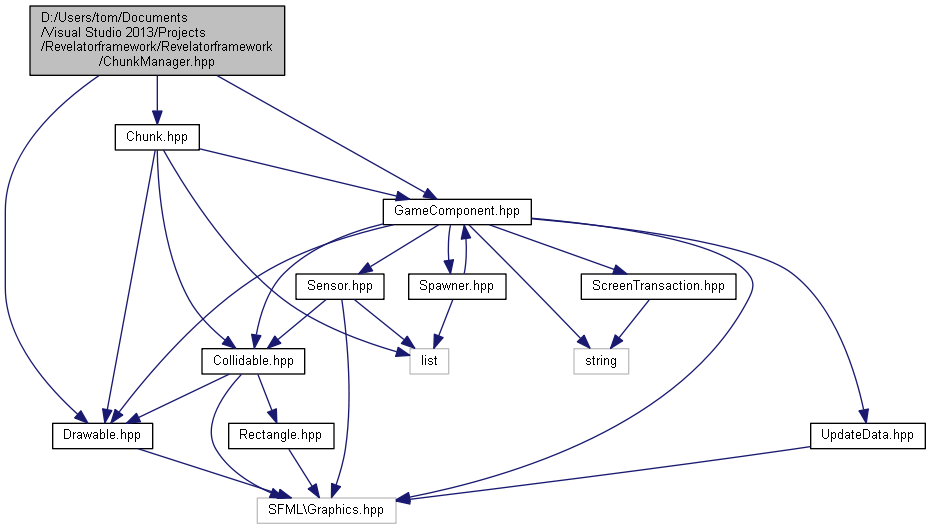 D:/Users/tom/Documents
/Visual Studio 2013/Projects
/Revelatorframework/Revelatorframework
/ChunkManager.hpp
Chunk.hpp
GameComponent.hpp
Sensor.hpp
Spawner.hpp
ScreenTransaction.hpp
Collidable.hpp
list
string
Drawable.hpp
Rectangle.hpp
UpdateData.hpp
SFML\Graphics.hpp